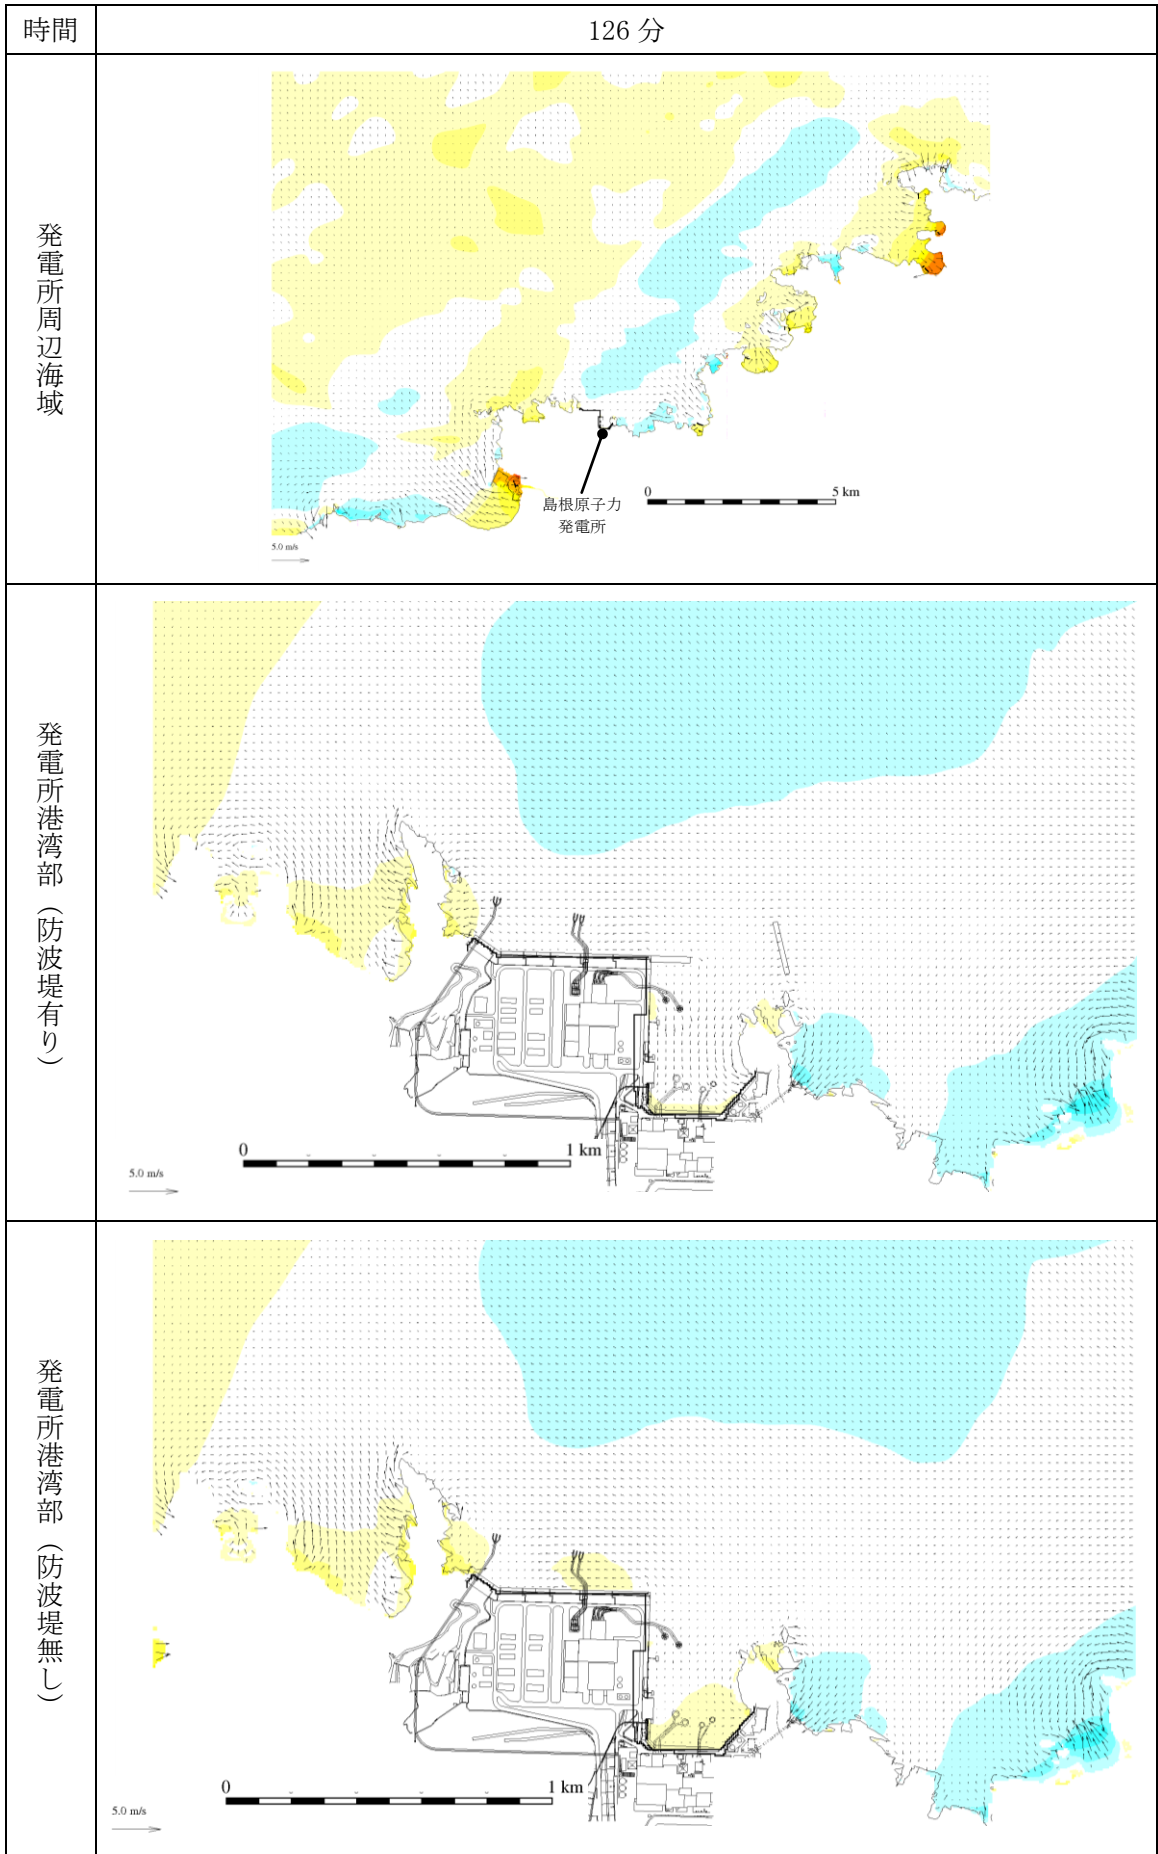 時間
126 分
発電所周辺海域
島根原子力
発電所
0
5 km
5.0 m/s
発電所港湾部（防波堤有り）
0
1 km
5.0 m/s
発電所港湾部（防波堤無し）
0
1 km
5.0 m/s